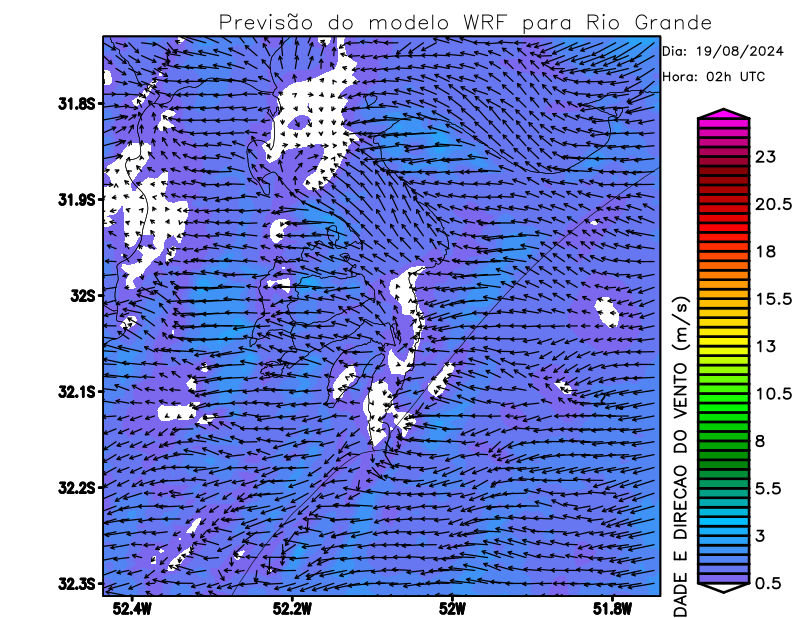 Previsão do modelo WRF para Rio Grande
Dia: 19/08/2024
Hora: 02h UTC
31.8S
31.9S
32S
32.1S
32.2S
32.3S
52.4W
52.2W
52W
51.8W
23
20.5
18
15.5
13
10.5
8
5.5
3
0.5
DADE E DIRECAO DO VENTO (m/s)